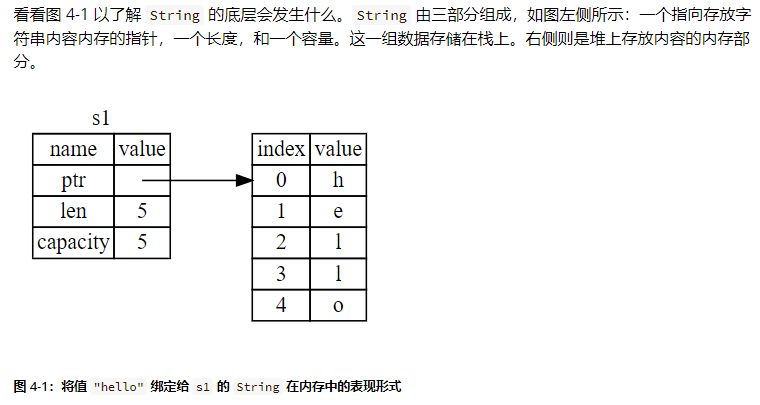 看看图 4-1 以了解 String 的底层会发生什么。String 由三部分组成，如图左侧所示：一个指向存放字
符串内容内存的指针，一个长度，和一个容量。这一组数据存储在栈上。右侧则是堆上存放内容的内存部
分。
s1
name value
ptr
len 5
capacity 5
index value
0 h
1 e
2 l
3 l
4 o
图 4-1：将值 "hello" 绑定给 s1 的 String 在内存中的表现形式